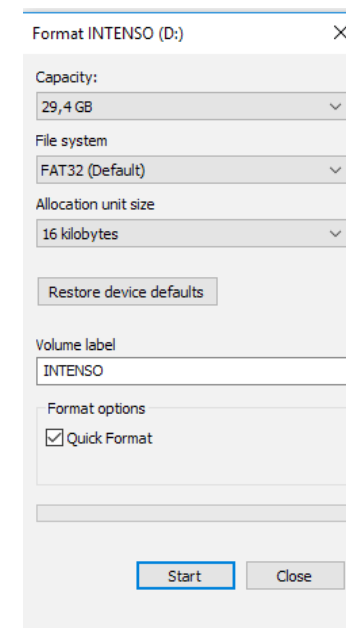 Format INTENSO (D:)
Capacity:
29,4 GB
File system
FAT32 (Default)
Allocation unit size
16 kilobytes
Restore device defaults
Volume label
INTENSO
Format options
Quick Format
Start Close